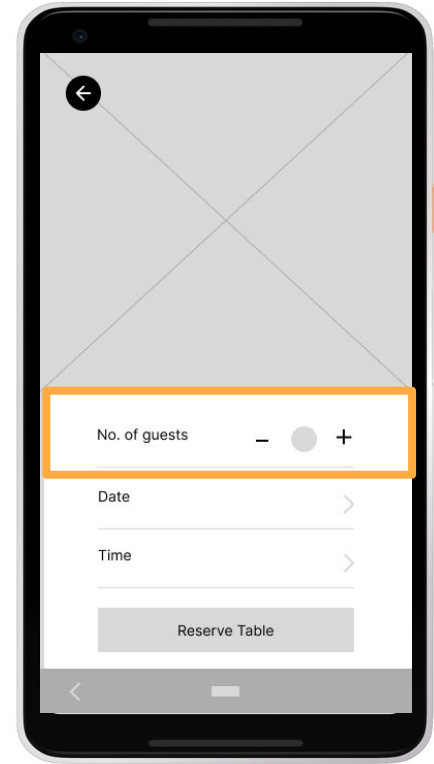 No. of guests - +
Date
Time
Reserve Table